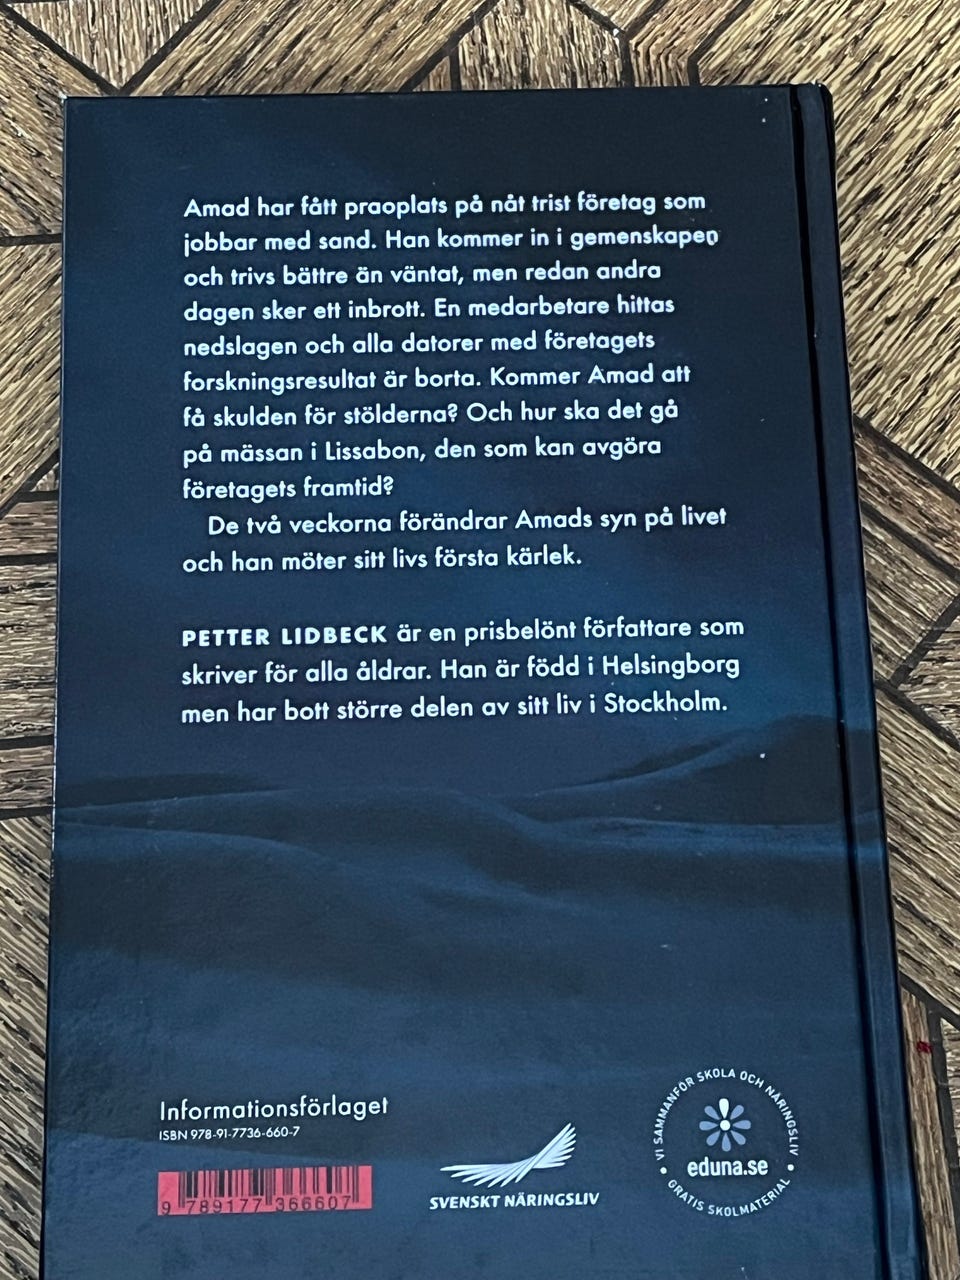 Amad har fått praoplats på nåt trist företag som
jobbar med sand. Han kommer in i gemenskapen
och trivs bättre än väntat, men redan andra
dagen sker ett inbrott. En medarbetare hittas
nedslagen och alla datorer med företagets
forskningsresultat är borta. Kommer Amad att
få skulden för stölderna? Och hur ska det gå
på mässan i Lissabon, den som kan avgöra
företagets framtid?
De två veckorna förändrar Amads syn på livet
och han möter sitt livs första kärlek.
PETTER LIDBECK är en prisbelönt författare som
skriver för alla åldrar. Han är född i Helsingborg
men har bott större delen av sitt liv i Stockholm.
Informationsförlaget
ISBN 978-91-7736-660-7
9 789177 366607
SVENSKT NÄRINGSLIV
• VI SAMMANFÖR SKOLA OCH NÄRINGSLIV •
eduna.se
GRATIS SKOLMATERIAL